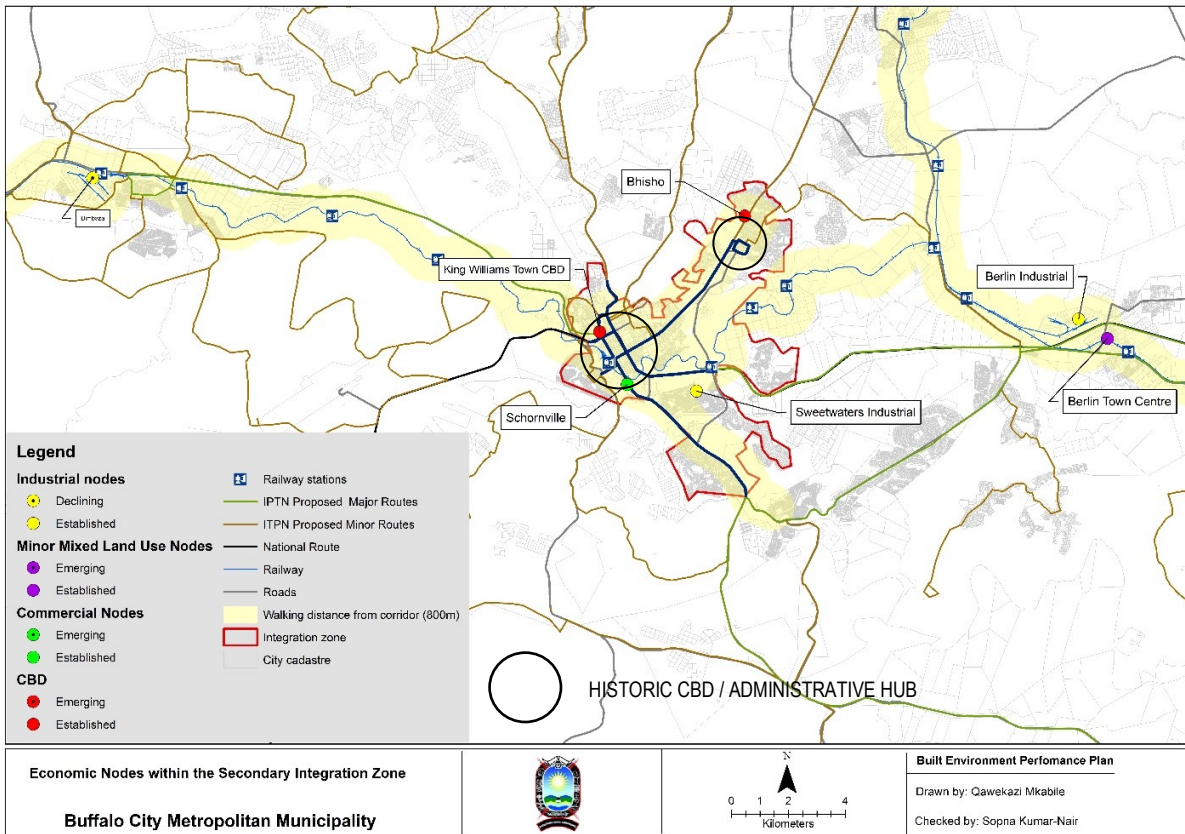 Bhisho
King Williams Town CBD
Berlin Industrial
Schornville
Sweetwaters Industrial
Berlin Town Centre
Legend
Industrial nodes
Declining
Established
Minor Mixed Land Use Nodes
Emerging
Established
Commercial Nodes
Emerging
Established
CBD
Emerging
Established
Railway stations
IPTN Proposed Major Routes
ITPN Proposed Minor Routes
National Route
Railway
Roads
Walking distance from corridor (800m)
Integration zone
City cadastre
HISTORIC CBD / ADMINISTRATIVE HUB
Economic Nodes within the Secondary Integration Zone
Buffalo City Metropolitan Municipality
N
0 1 2 4
Kilometers
Built Environment Perfomance Plan
Drawn by: Qawekazi Mkabile
Checked by: Sopna Kumar-Nair